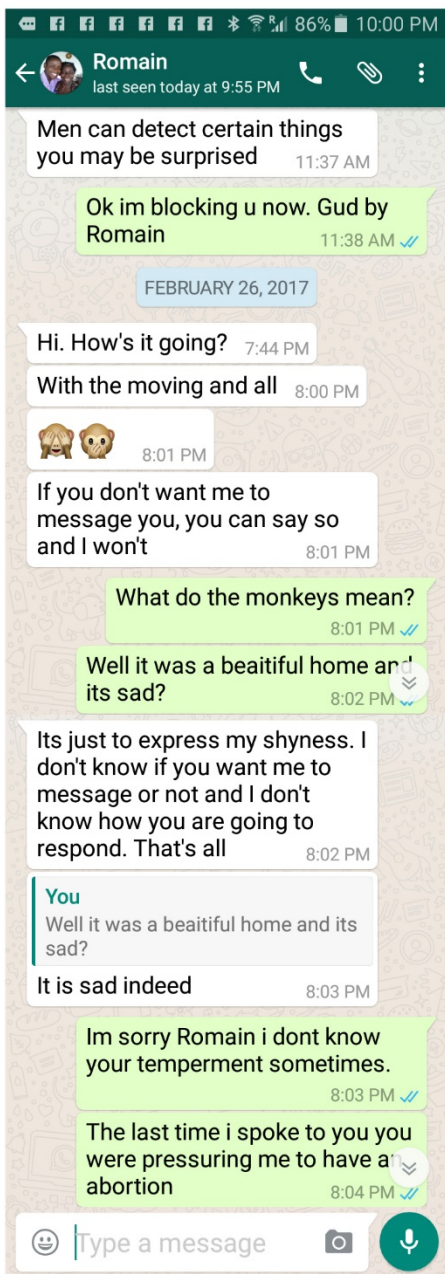 86% 10:00 PM
Romain
last seen today at 9:55 PM
Men can detect certain things
you may be surprised 11:37 AM
Ok im blocking u now. Gud by
Romain 11:38 AM
FEBRUARY 26, 2017
Hi. How's it going? 7:44 PM
With the moving and all 8:00 PM
🙈🙊 8:01 PM
If you don't want me to
message you, you can say so
and I won't 8:01 PM
What do the monkeys mean?
8:01 PM
Well it was a beaitiful home and
its sad? 8:02 PM
Its just to express my shyness. I
don't know if you want me to
message or not and I don't
know how you are going to
respond. That's all 8:02 PM
You
Well it was a beaitiful home and its
sad?
It is sad indeed 8:03 PM
Im sorry Romain i dont know
your temperment sometimes.
8:03 PM
The last time i spoke to you you
were pressuring me to have an
abortion 8:04 PM
Type a message